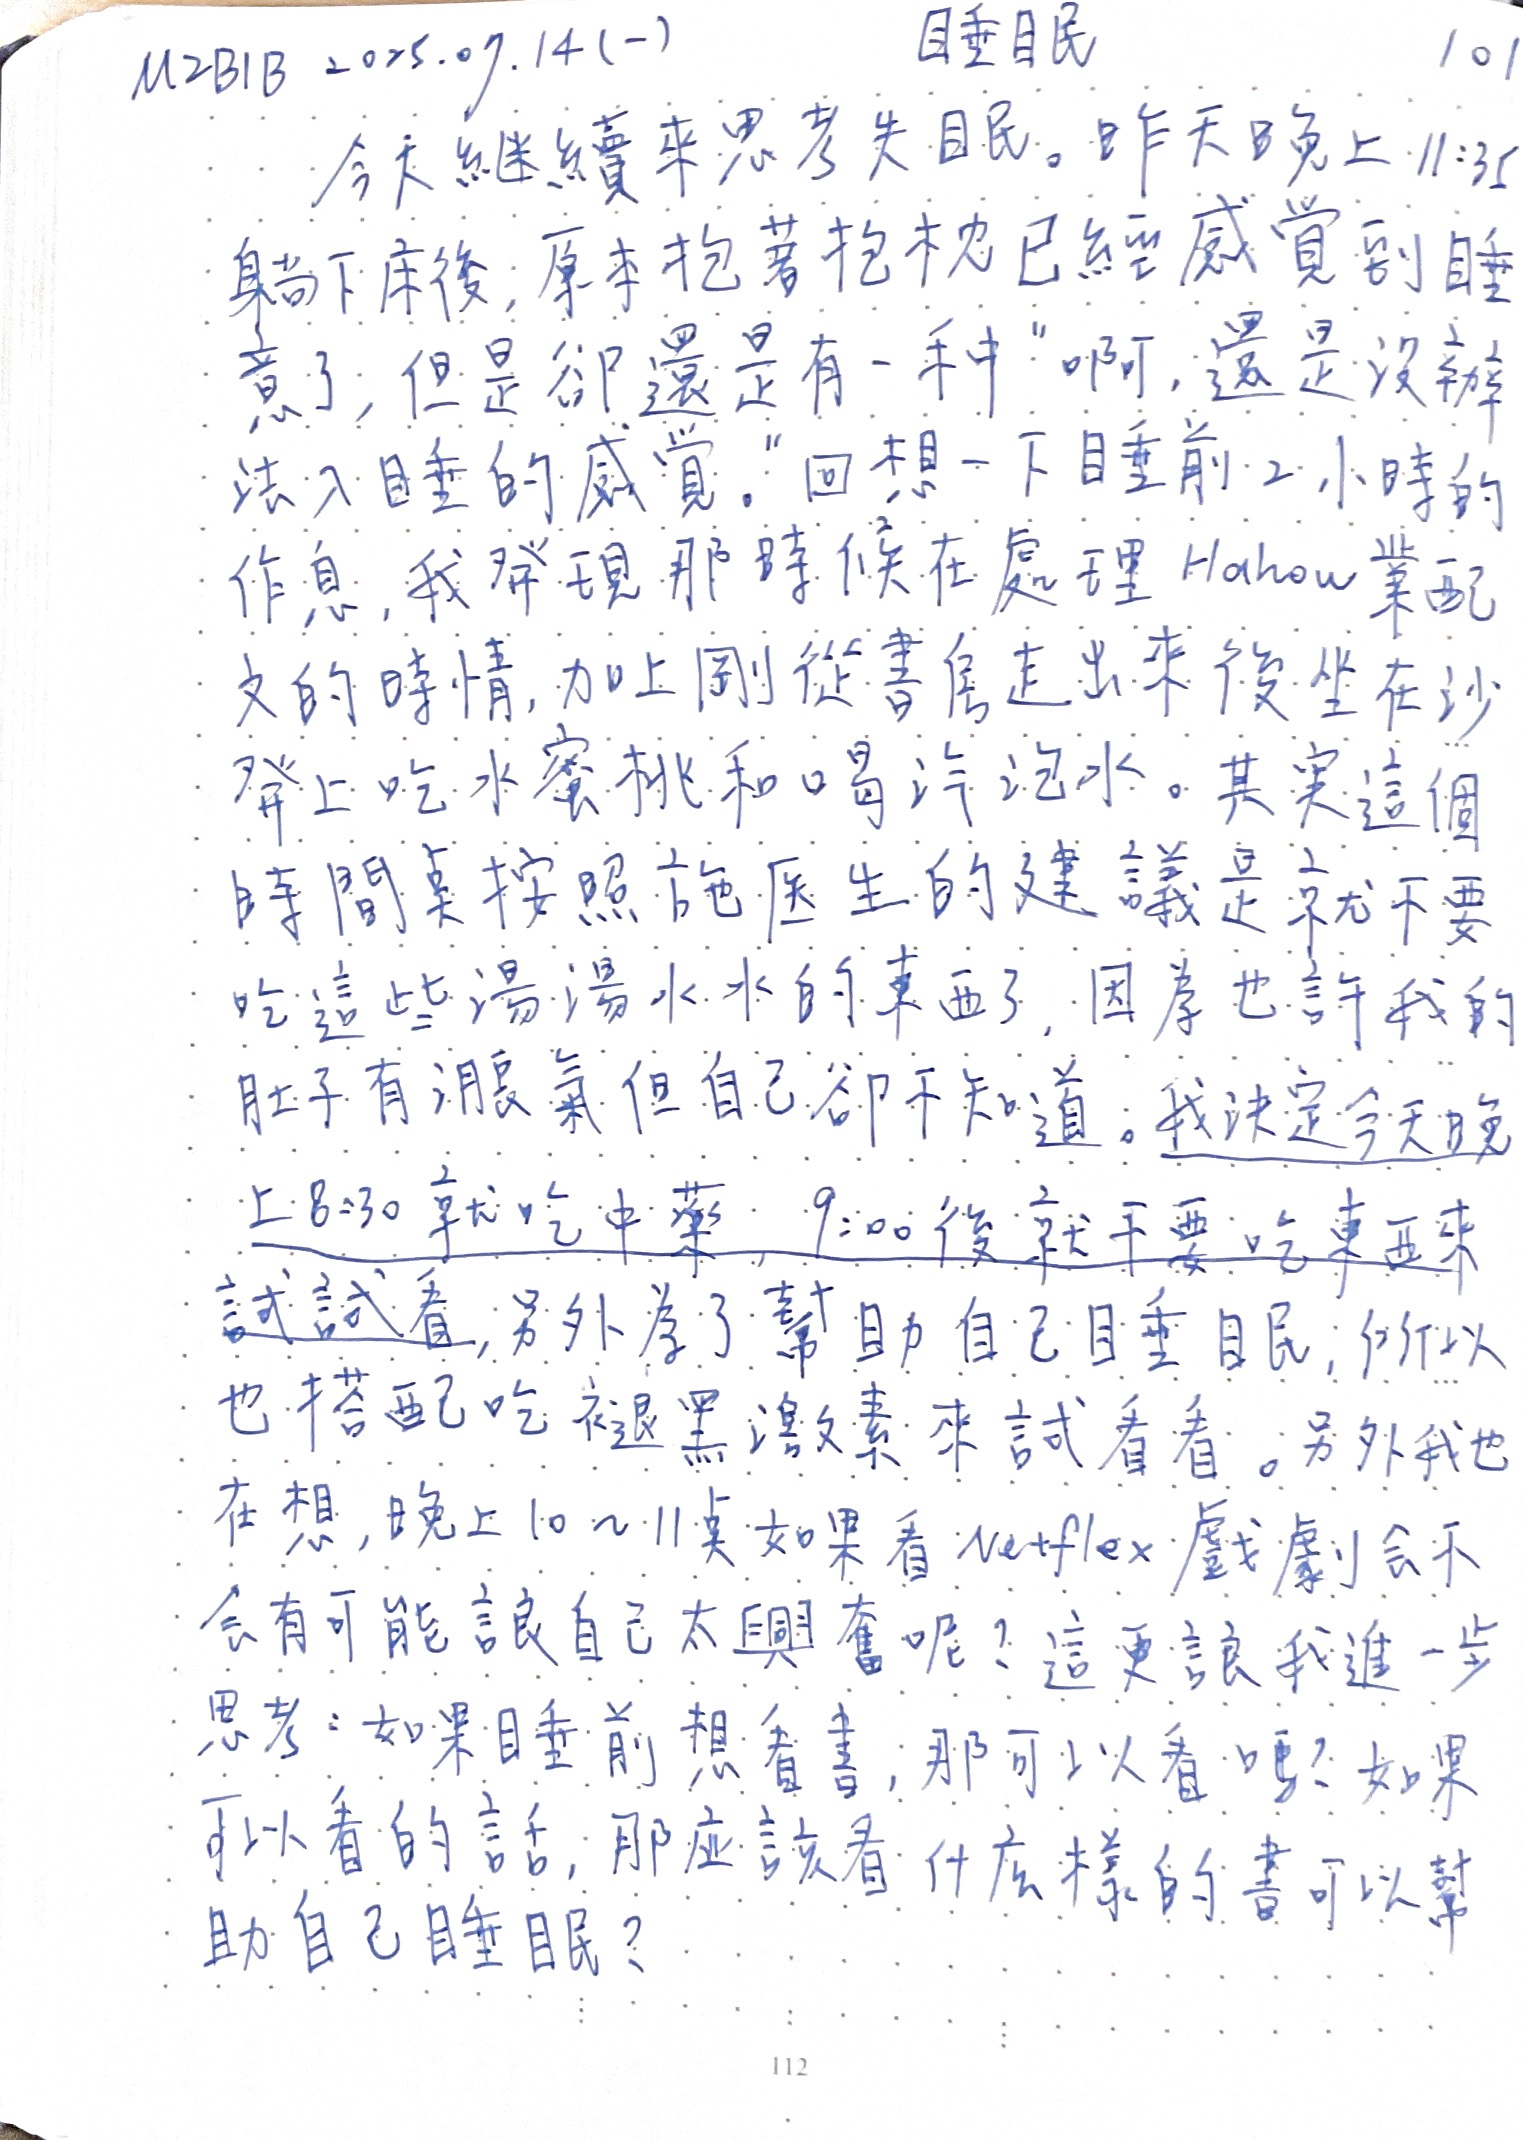 M2B1B 2025.07.14(一) 睡眠 101
今天継續來思考失眠。昨天晚上11:35
躺下床後,原本抱著抱枕已經感覚到睡
意了,但是卻還是有一種"啊,還是沒辦
法入睡的感覚。"回想一下睡前2小時的
作息,我発現那時候在處理Hahow業配
文的時情,加上剛從書房走出來後坐在沙
発上吃水蜜桃和喝汽泡水。其実這個
時間点按照施医生的建議是就不要
吃這些湯湯水水的東西了,因為也許我的
肚子有脹氣但自己卻不知道。我決定今天晚
上8:30就吃中薬,9:00後就不要吃東西來
試試看,另外為了幫助自己睡眠,所以
也搭配吃褪黑激素來試看看。另外我也
在想,晚上10~11点如果看Netflex戲劇会不
会有可能讓自己太興奮呢?這更讓我進一步
思考:如果睡前想看書,那可以看嗎?如果
可以看的話,那应該看什麼樣的書可以幫
助自己睡眠?
112